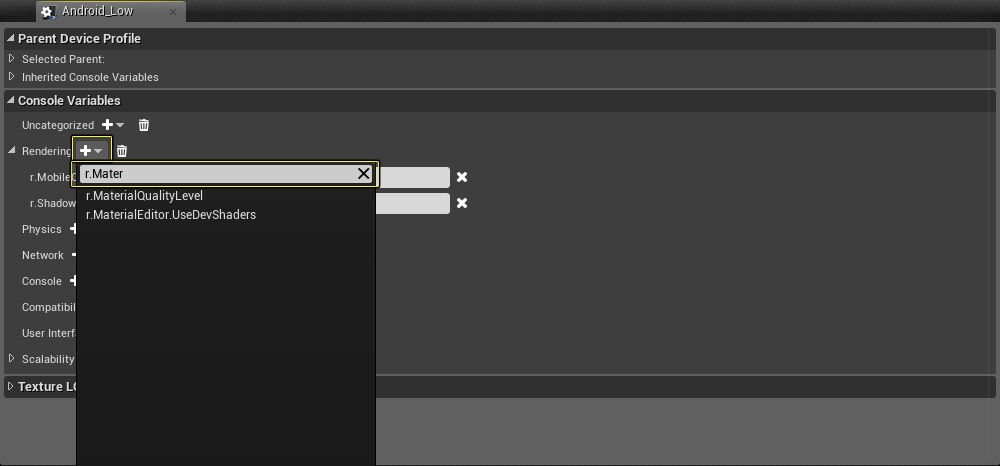 Android_Low
Parent Device Profile
Selected Parent:
Inherited Console Variables
Console Variables
Uncategorized
Rendering
r.Mater
r.Mobile
r.MaterialQualityLevel
r.Shadow
r.MaterialEditor.UseDevShaders
Physics
Network
Console
Compatibil
User Interf
Scalability
Texture LO